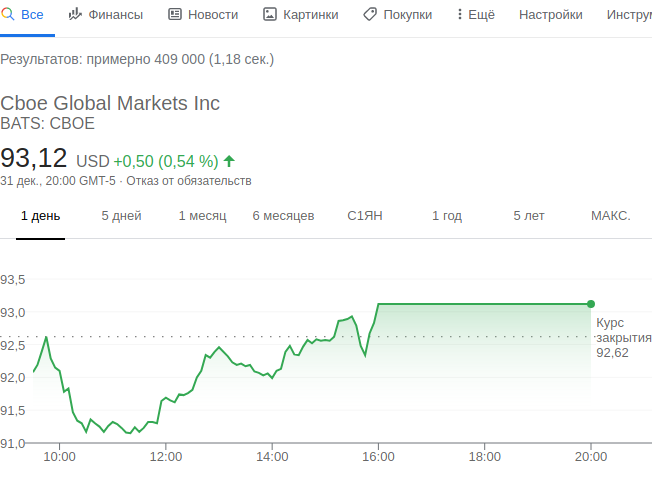 Все Финансы Новости Картинки Покупки Ещё Настройки Инстру
Результатов: примерно 409 000 (1,18 сек.)
Cboe Global Markets Inc
BATS: CBOE
93,12 USD +0,50 (0,54 %)
31 дек., 20:00 GMT-5 · Отказ от обязательств
1 день 5 дней 1 месяц 6 месяцев С1ЯН 1 год 5 лет МАКС.
93,5
93,0
92,5
92,0
91,5
91,0
Курс
закрытия
92,62
10:00 12:00 14:00 16:00 18:00 20:00